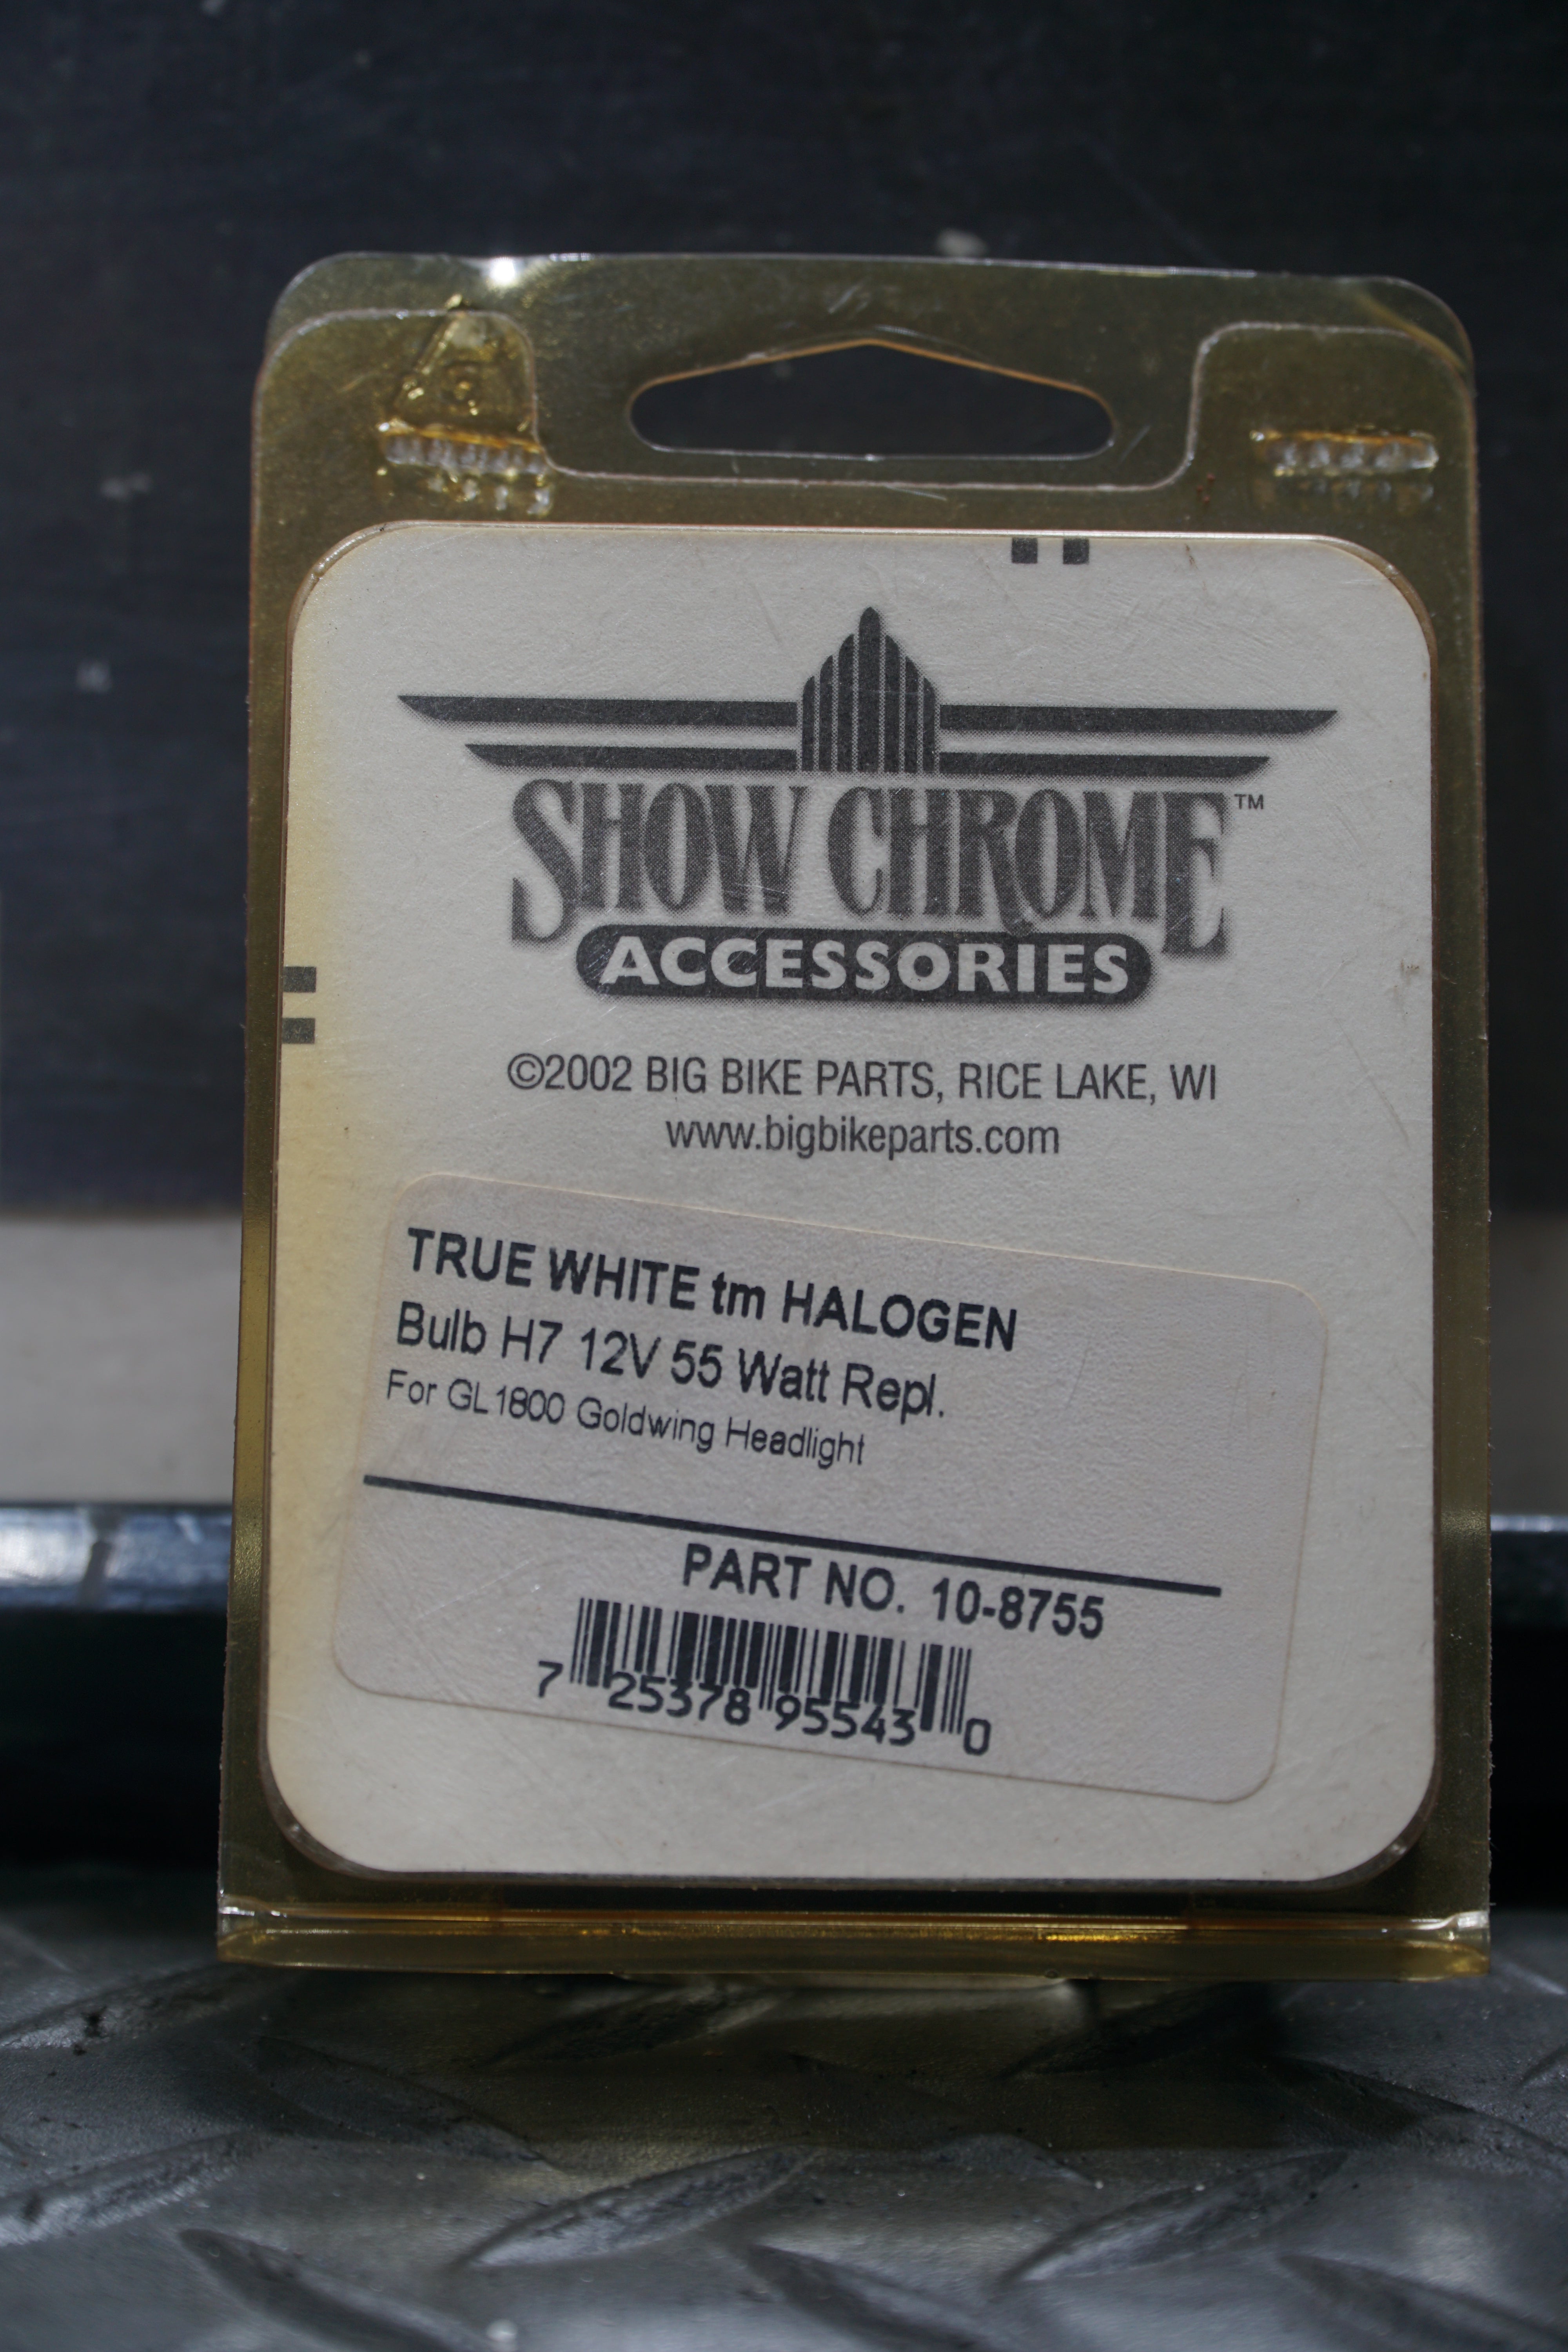 SHOW CHROME™
ACCESSORIES
©2002 BIG BIKE PARTS, RICE LAKE, WI
www.bigbikeparts.com
TRUE WHITE tm HALOGEN
Bulb H7 12V 55 Watt Repl.
For GL1800 Goldwing Headlight
PART NO. 10-8755
7 25378 95543 0